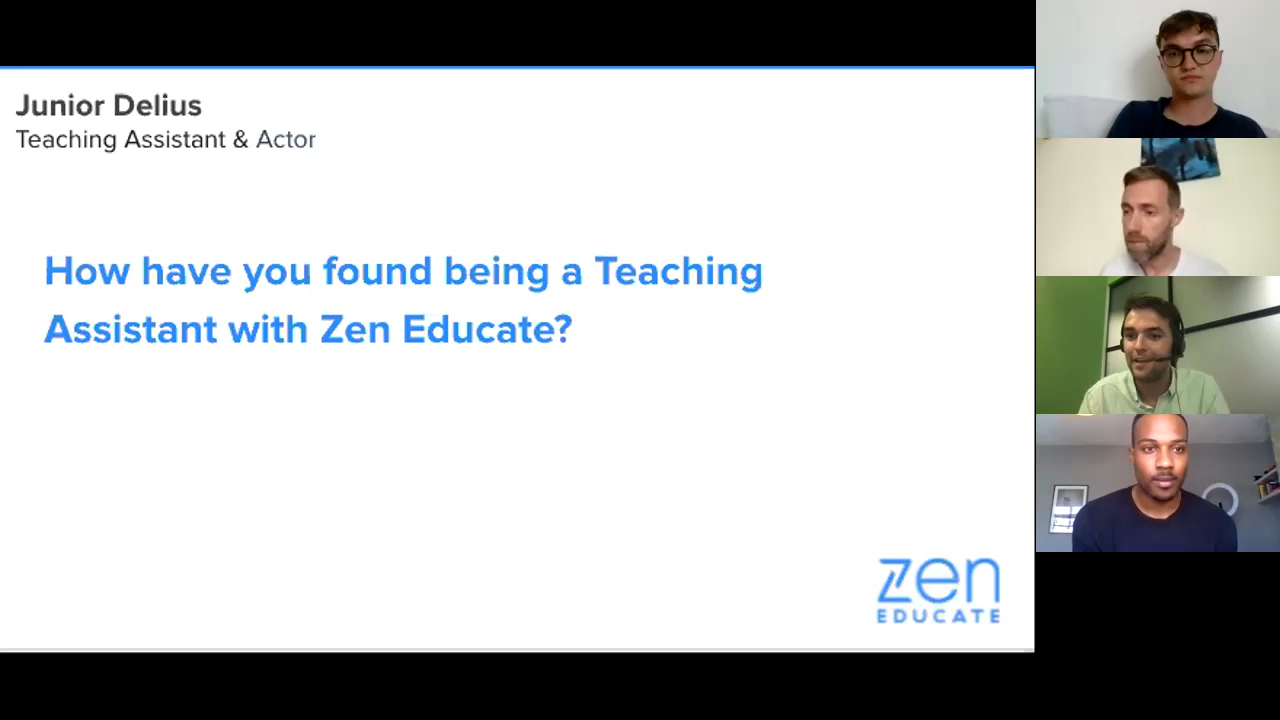 Junior Delius
Teaching Assistant & Actor
How have you found being a Teaching
Assistant with Zen Educate?
zen
EDUCATE